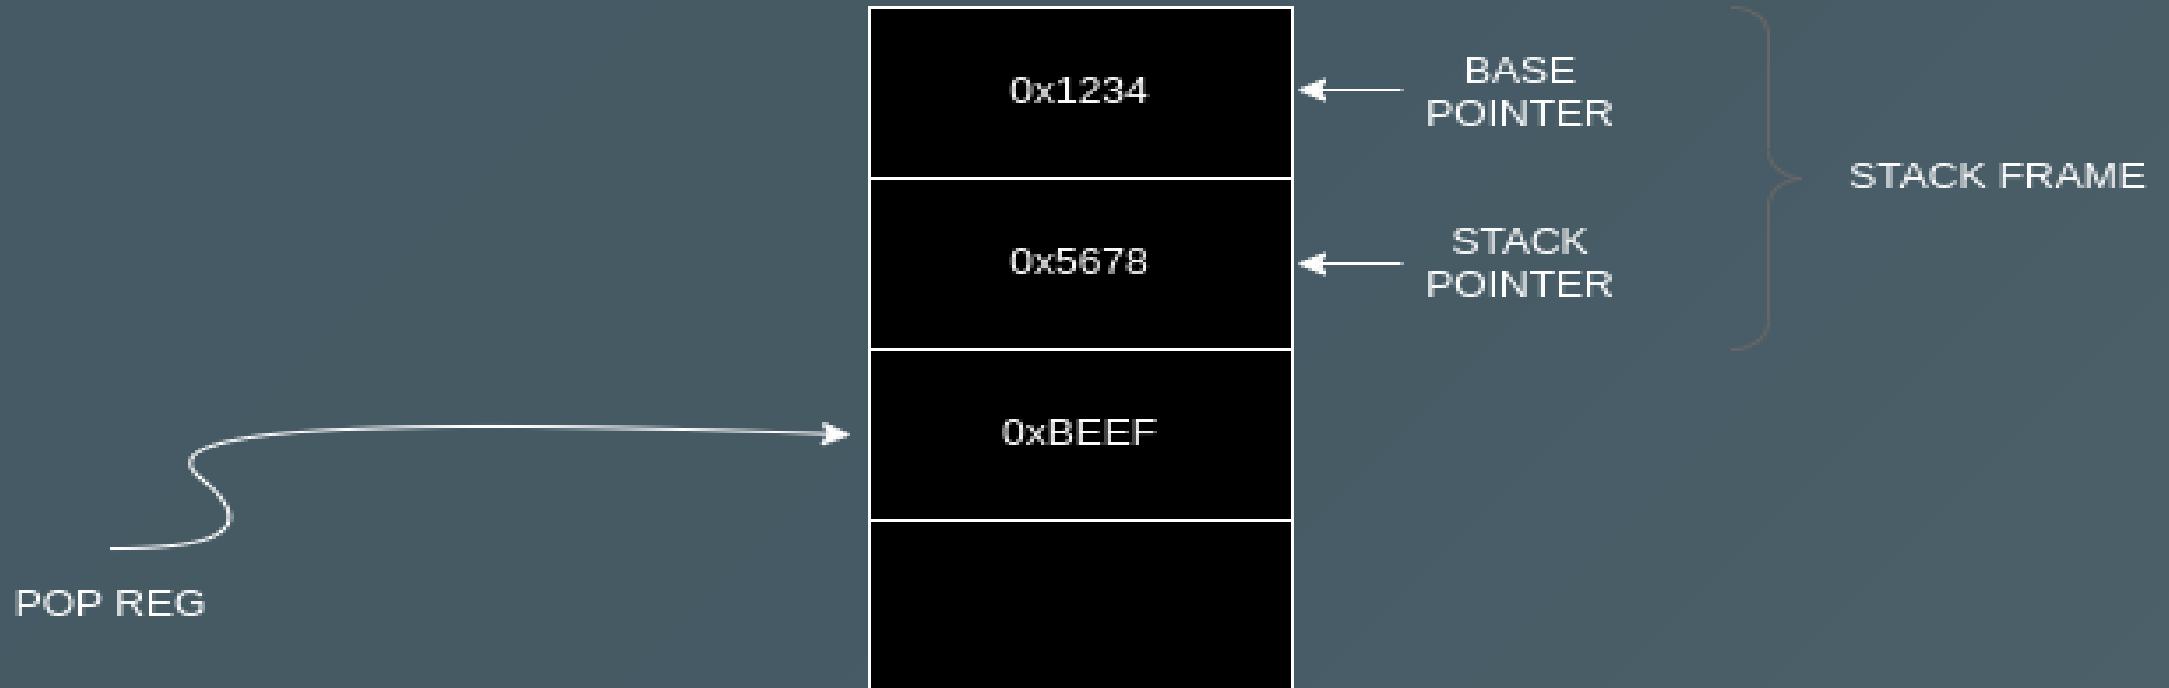 0x1234
BASE
POINTER
STACK FRAME
0x5678
STACK
POINTER
0xBEEF
POP REG